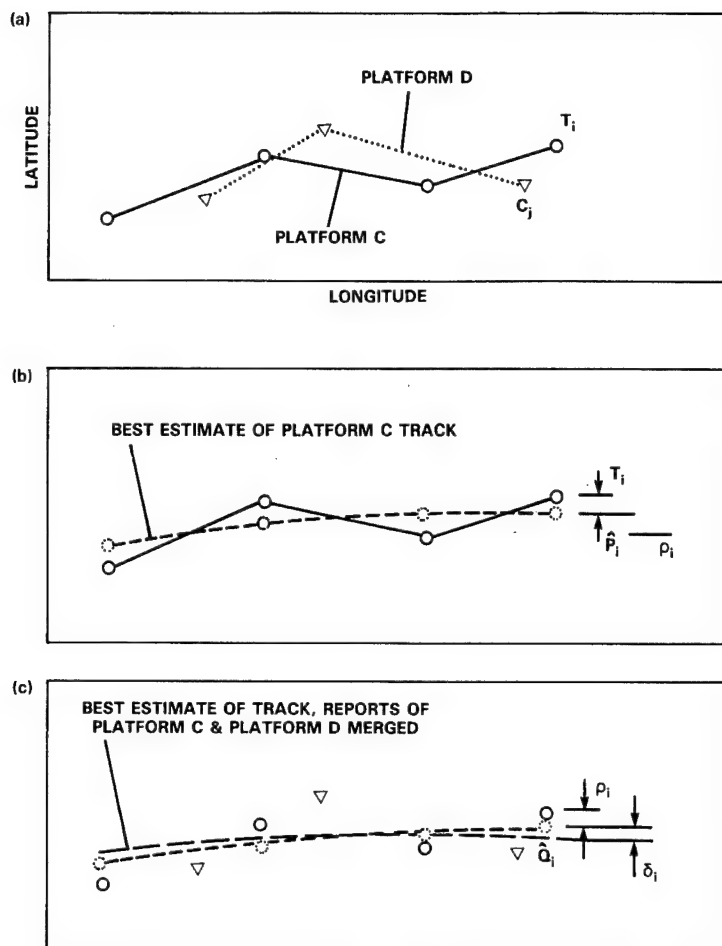 (a)
PLATFORM D
T_i
LATITUDE
C_j
PLATFORM C
LONGITUDE
(b)
BEST ESTIMATE OF PLATFORM C TRACK
T_i
P̂_i
ρ_i
(c)
BEST ESTIMATE OF TRACK, REPORTS OF
PLATFORM C & PLATFORM D MERGED
ρ_i
Q̂_i
δ_i